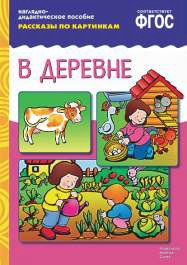 НАГЛЯДНО-
ДИДАКТИЧЕСКОЕ ПОСОБИЕ
РАССКАЗЫ ПО КАРТИНКАМ
СООТВЕТСТВУЕТ
ФГОС
В ДЕРЕВНЕ